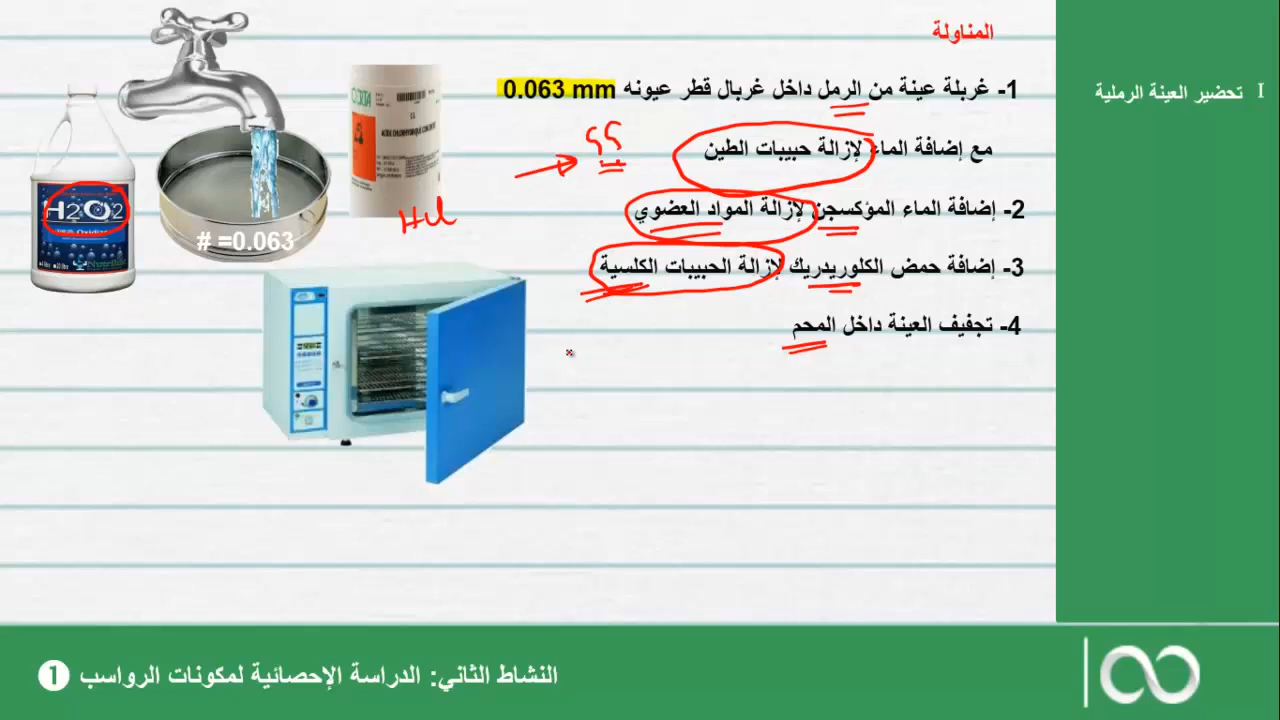 المناولة
1- غربلة عينة من الرمل داخل غربال قطر عيونه 0.063 mm
مع إضافة الماء لإزالة حبيبات الطين
2- إضافة الماء المؤكسجن لإزالة المواد العضوي
3- إضافة حمض الكلوريدريك لإزالة الحبيبات الكلسية
4- تجفيف العينة داخل المحم
I تحضير العينة الرملية
H2O2
# =0.063
ACIDE CHLORHYDRIQUE
Hcl
النشاط الثاني: الدراسة الإحصائية لمكونات الرواسب 1